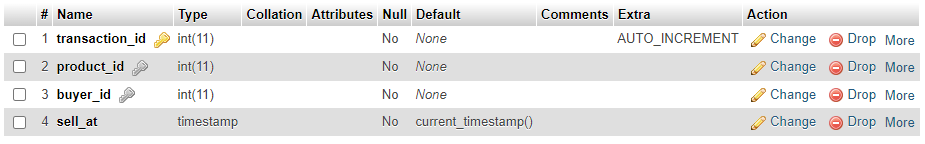 # Name Type Collation Attributes Null Default Comments Extra Action
1 transaction_id int(11) No None AUTO_INCREMENT Change Drop More
2 product_id int(11) No None Change Drop More
3 buyer_id int(11) No None Change Drop More
4 sell_at timestamp No current_timestamp() Change Drop More